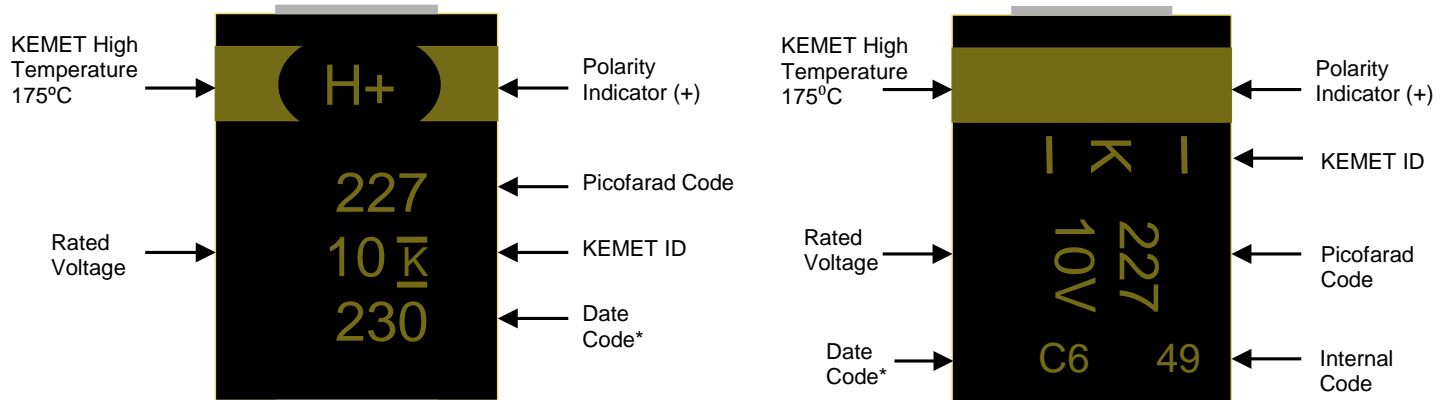 KEMET High
Temperature
175ºC
H+
Polarity
Indicator (+)
227
Picofarad Code
Rated
Voltage
10 K
KEMET ID
230
Date
Code*
KEMET High
Temperature
175⁰C
Polarity
Indicator (+)
K
KEMET ID
Rated
Voltage
227
10V
Picofarad
Code
Date
Code*
C6 49
Internal
Code